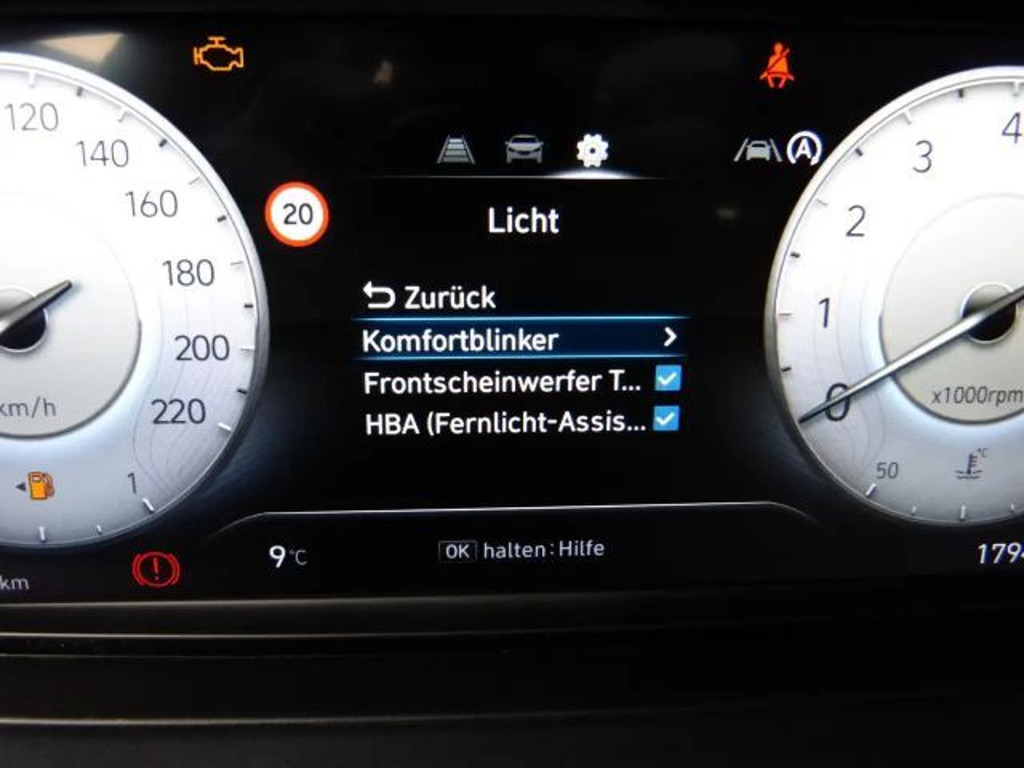 120
140
160
180
200
220
km/h
1
km
20
Licht
Zurück
Komfortblinker
Frontscheinwerfer T...
HBA (Fernlicht-Assis...
9°C
OK halten:Hilfe
A
4
3
2
1
0
x1000rpm
50
°C